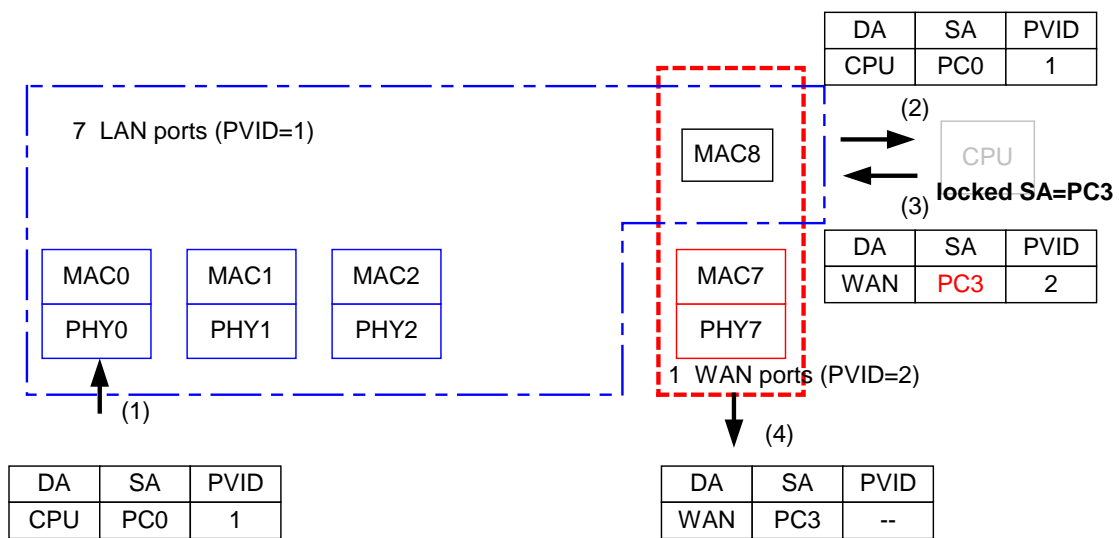 DA SA PVID
CPU PC0 1
7 LAN ports (PVID=1)
(2)
MAC8
CPU
(3)
locked SA=PC3
DA SA PVID
WAN PC3 2
MAC0 MAC1 MAC2 MAC7
PHY0 PHY1 PHY2 PHY7
1 WAN ports (PVID=2)
(1)
(4)
DA SA PVID
CPU PC0 1
DA SA PVID
WAN PC3 --